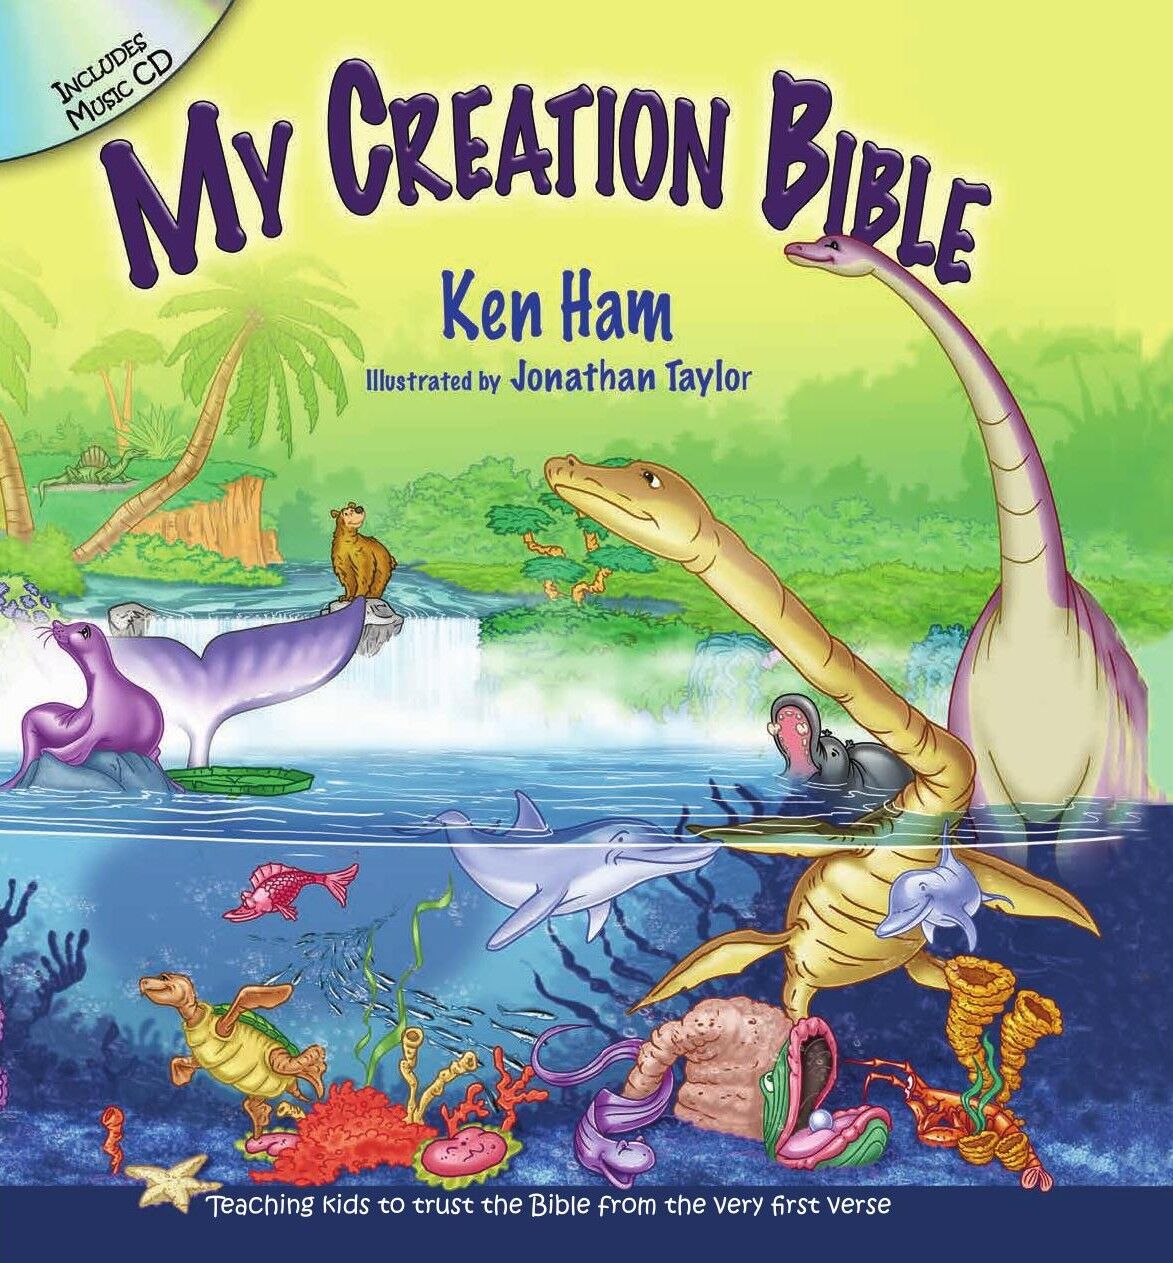 Includes
Music CD
My Creation Bible
Ken Ham
Illustrated by Jonathan Taylor
Teaching kids to trust the Bible from the very first verse